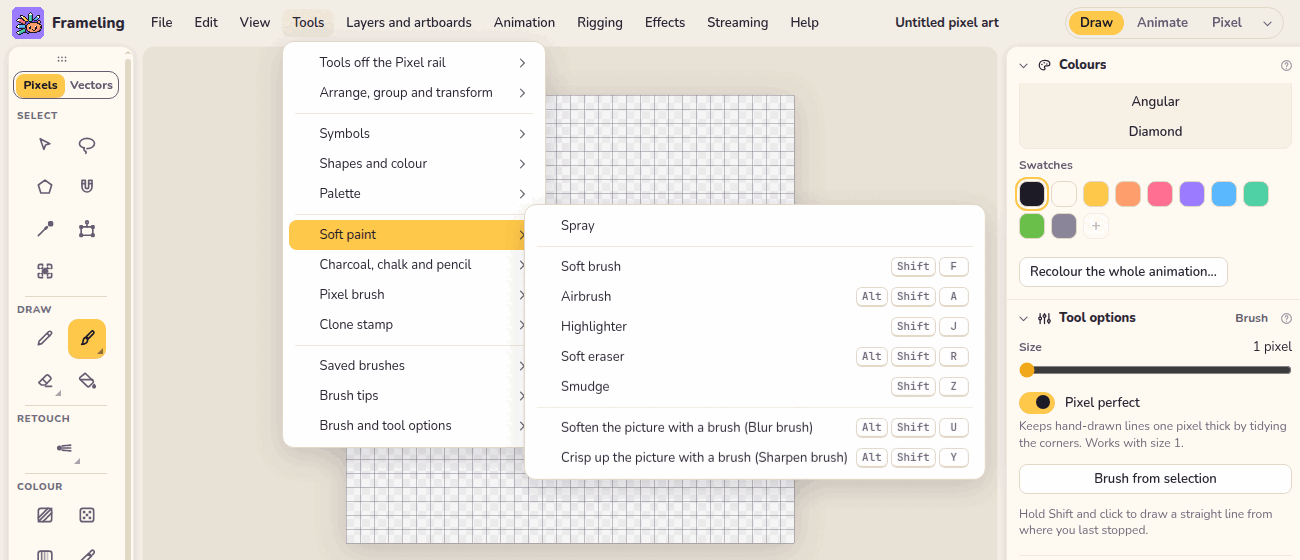 Frameling
File
Edit
View
Tools
Layers and artboards
Animation
Rigging
Effects
Streaming
Help
Untitled pixel art
Draw
Animate
Pixel
Pixels
Vectors
SELECT
DRAW
RETOUCH
COLOUR
Tools off the Pixel rail
Arrange, group and transform
Symbols
Shapes and colour
Palette
Soft paint
Charcoal, chalk and pencil
Pixel brush
Clone stamp
Saved brushes
Brush tips
Brush and tool options
Spray
Soft brush Shift F
Airbrush Alt Shift A
Highlighter Shift J
Soft eraser Alt Shift R
Smudge Shift Z
Soften the picture with a brush (Blur brush) Alt Shift U
Crisp up the picture with a brush (Sharpen brush) Alt Shift Y
Colours
Angular
Diamond
Swatches
Recolour the whole animation...
Tool options Brush
Size 1 pixel
Pixel perfect
Keeps hand-drawn lines one pixel thick by tidying
the corners. Works with size 1.
Brush from selection
Hold Shift and click to draw a straight line from
where you last stopped.